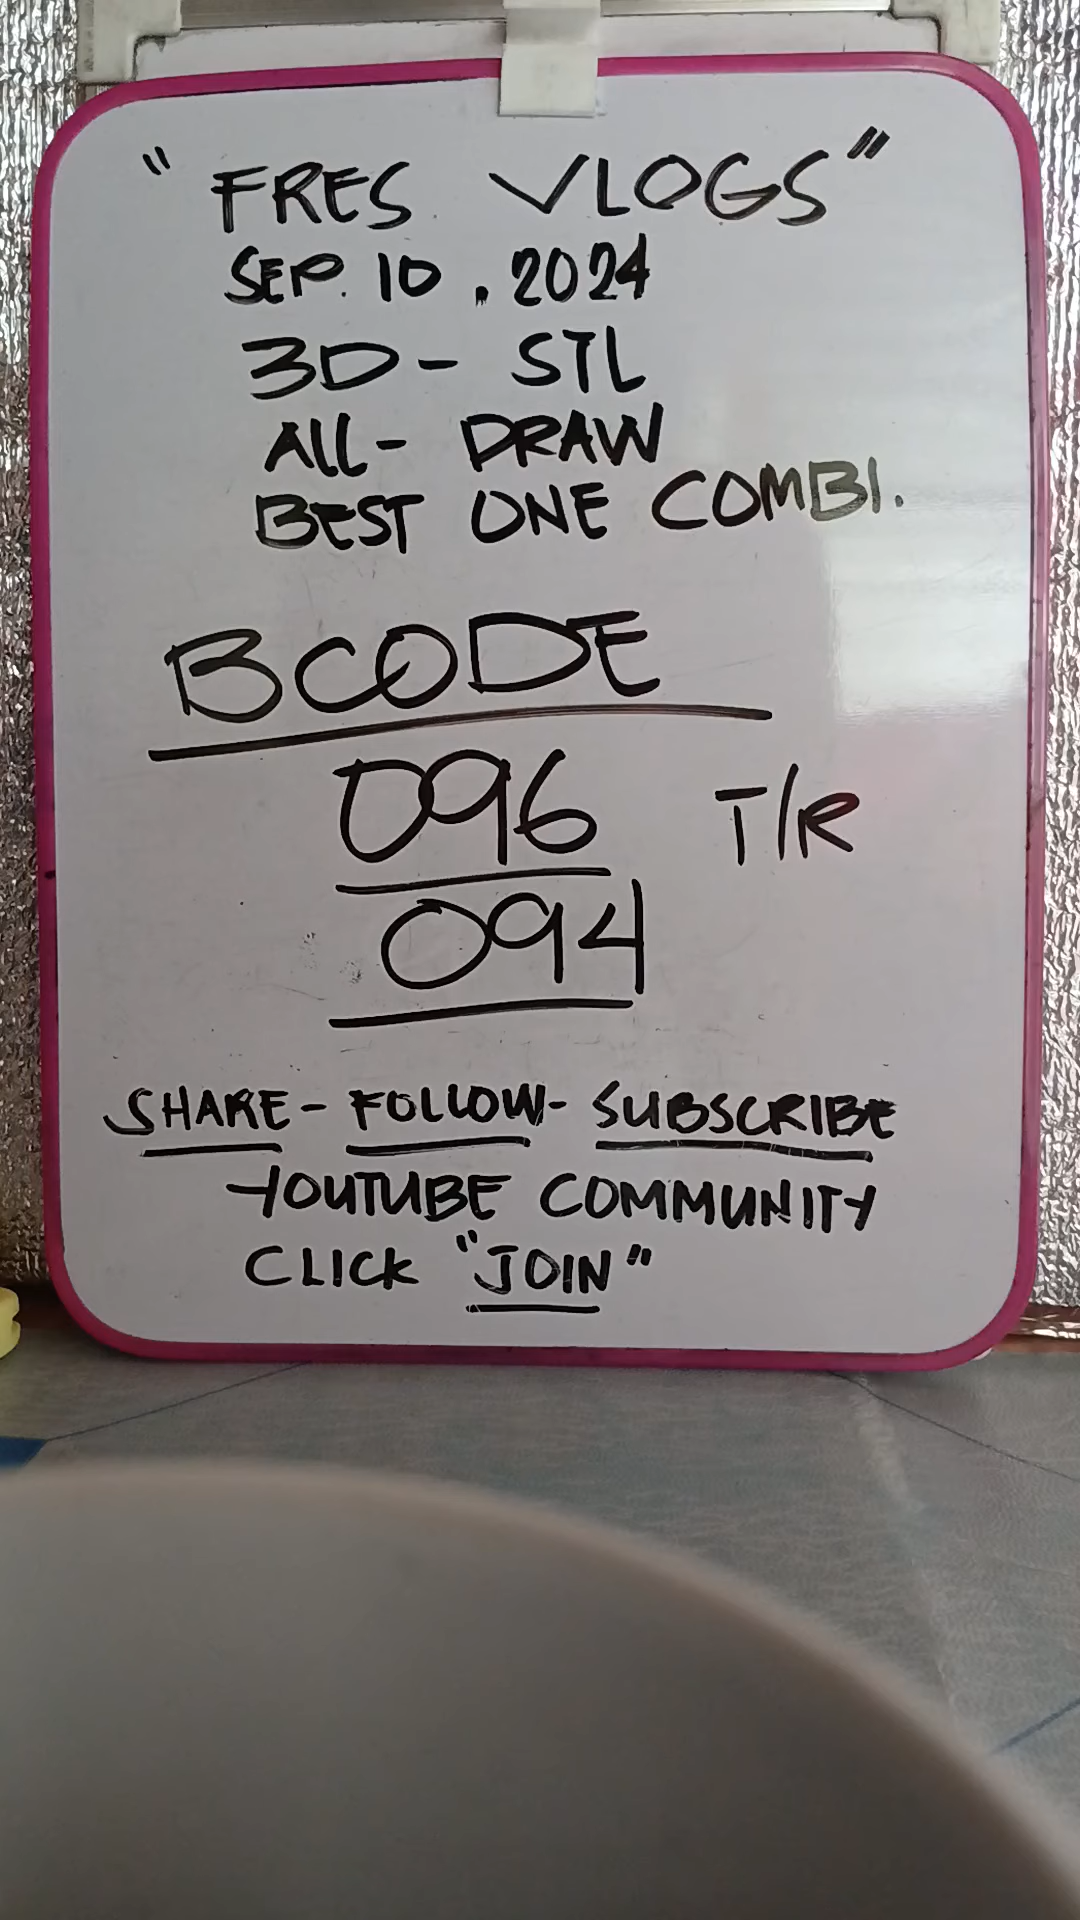 "FRES VLOGS"
SEP. 10, 2024
3D - STL
ALL - DRAW
BEST ONE COMBI.
BCODE
096 T/R
094
SHARE - FOLLOW - SUBSCRIBE
YOUTUBE COMMUNITY
CLICK "JOIN"